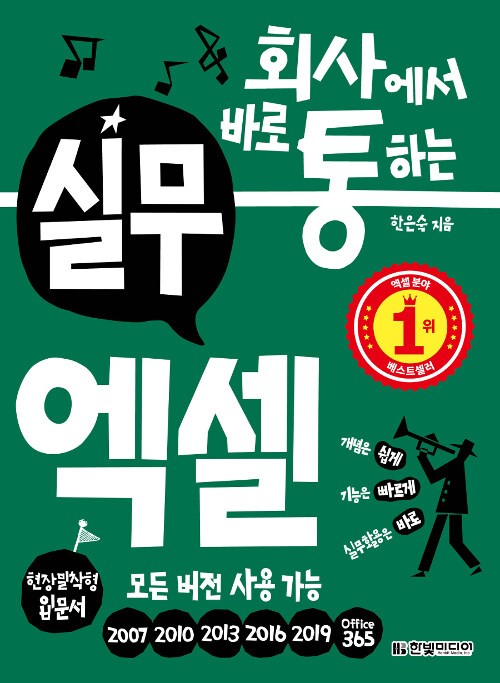 회사에서
바로 통하는
실무
한은숙 지음
엑셀
엑셀 분야
1위
베스트셀러
개념은 쉽게
기능은 빠르게
실무활용은 바로
현장밀착형
입문서
모든 버전 사용 가능
2007 2010 2013 2016 2019 Office 365
한빛미디어
Hanbit Media, Inc.